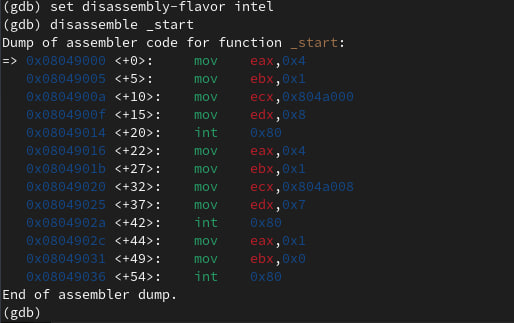 (gdb) set disassembly-flavor intel
(gdb) disassemble _start
Dump of assembler code for function _start:
=> 0x08049000 <+0>:     mov    eax,0x4
   0x08049005 <+5>:     mov    ebx,0x1
   0x0804900a <+10>:    mov    ecx,0x804a000
   0x0804900f <+15>:    mov    edx,0x8
   0x08049014 <+20>:    int    0x80
   0x08049016 <+22>:    mov    eax,0x4
   0x0804901b <+27>:    mov    ebx,0x1
   0x08049020 <+32>:    mov    ecx,0x804a008
   0x08049025 <+37>:    mov    edx,0x7
   0x0804902a <+42>:    int    0x80
   0x0804902c <+44>:    mov    eax,0x1
   0x08049031 <+49>:    mov    ebx,0x0
   0x08049036 <+54>:    int    0x80
End of assembler dump.
(gdb)